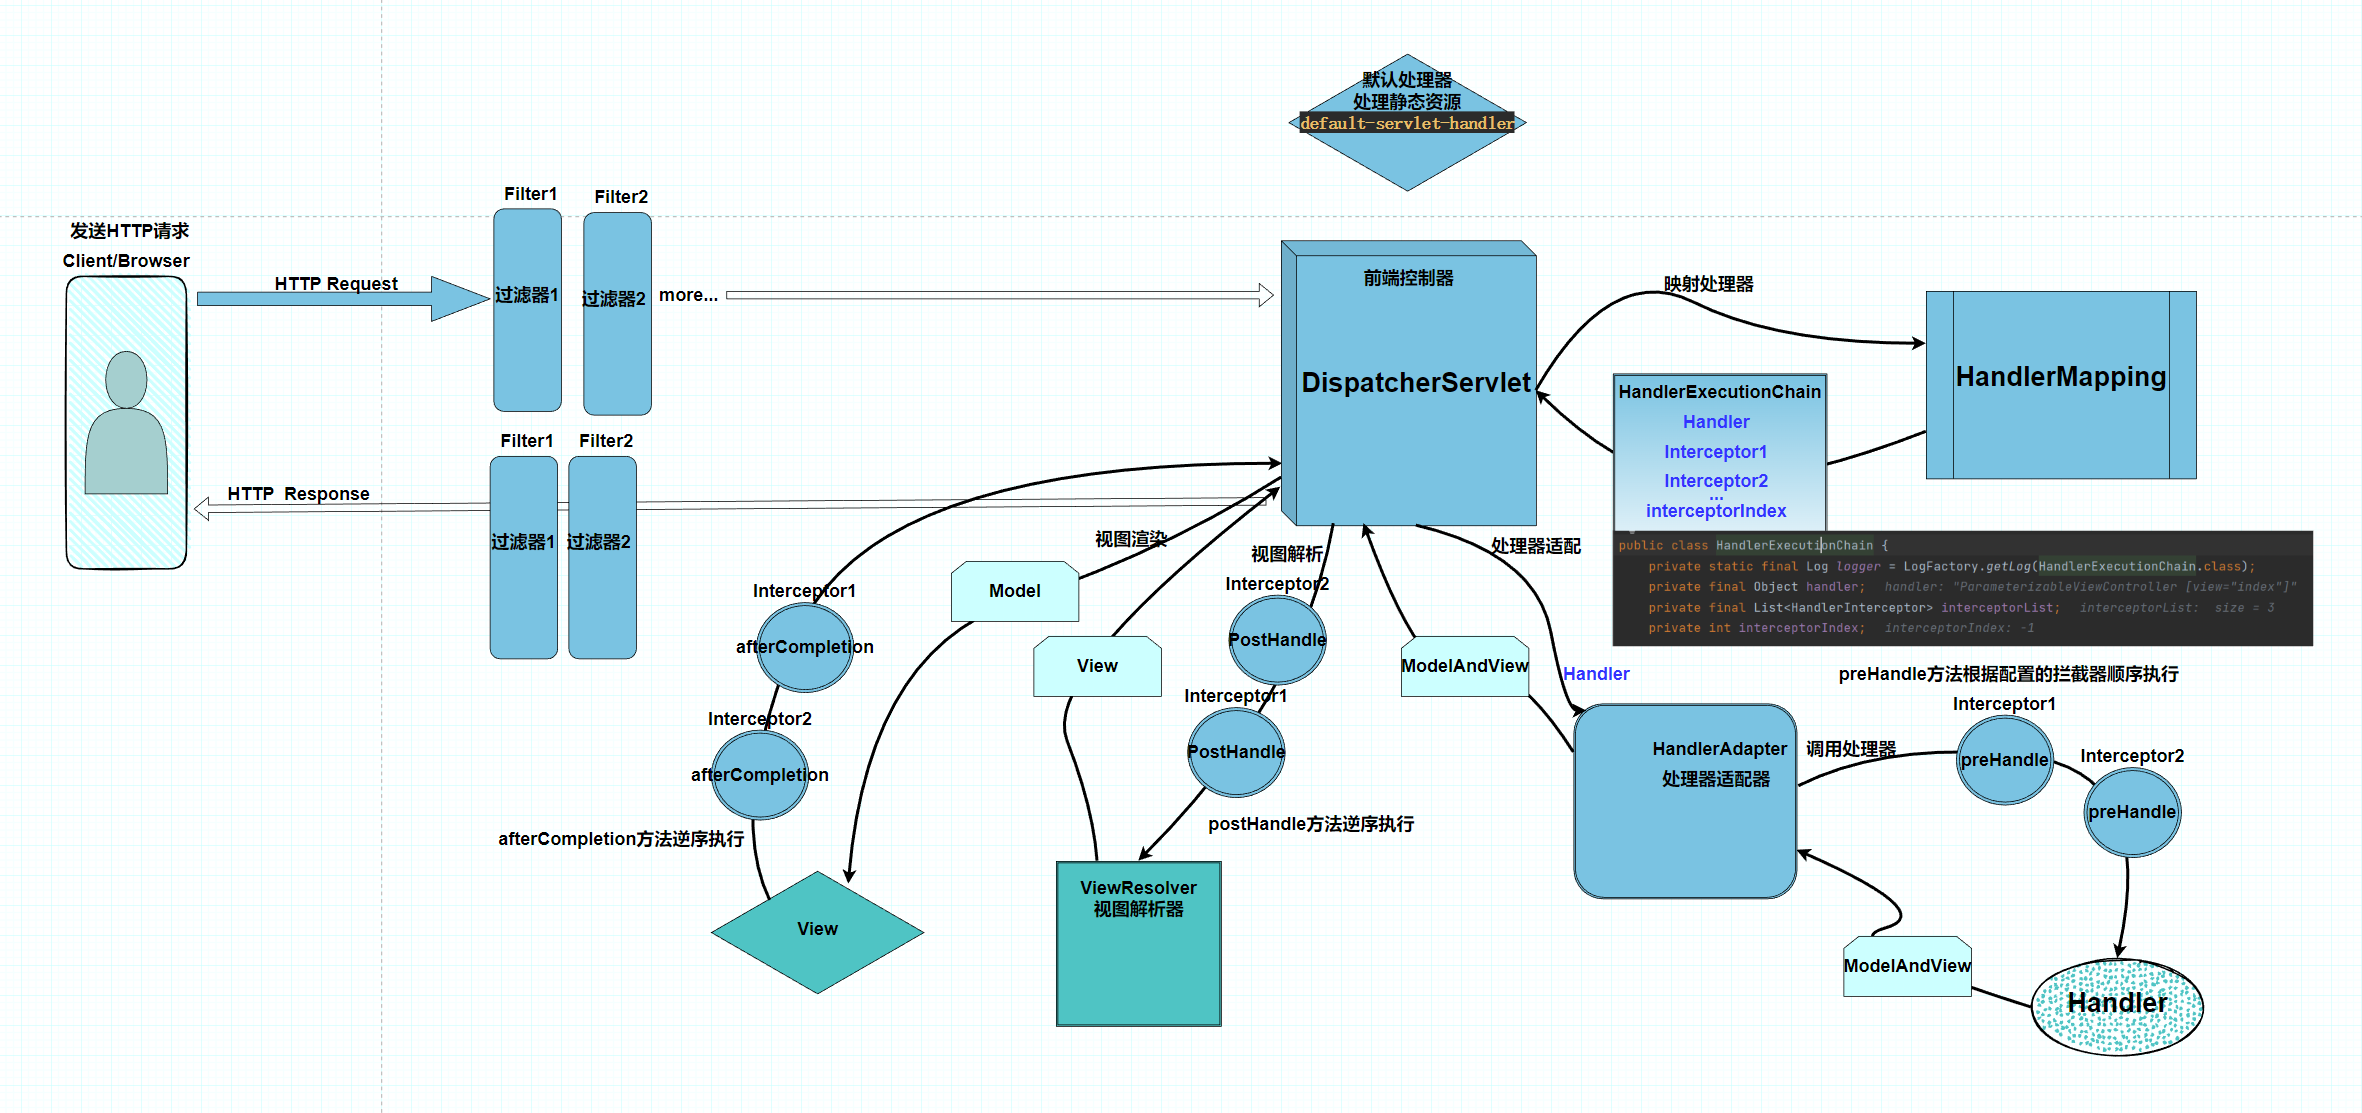 默认处理器
处理静态资源
default-servlet-handler
Filter1
Filter2
发送HTTP请求
Client/Browser
HTTP Request
过滤器1
过滤器2
more...
前端控制器
DispatcherServlet
映射处理器
HandlerMapping
HandlerExecutionChain
Handler
Interceptor1
Interceptor2
...
interceptorIndex
public class HandlerExecutionChain {
private static final Log logger = LogFactory.getLog(HandlerExecutionChain.class);
private final Object handler; handler: "ParameterizableViewController [view="index"]"
private final List<HandlerInterceptor> interceptorList; interceptorList: size = 3
private int interceptorIndex; interceptorIndex: -1
Filter1
Filter2
HTTP Response
过滤器1
过滤器2
视图渲染
视图解析
处理器适配
Interceptor1
afterCompletion
Model
Interceptor2
PostHandle
View
ModelAndView
Handler
Interceptor2
afterCompletion
Interceptor1
PostHandle
afterCompletion方法逆序执行
postHandle方法逆序执行
HandlerAdapter
处理器适配器
调用处理器
preHandle方法根据配置的拦截器顺序执行
Interceptor1
preHandle
Interceptor2
preHandle
View
ViewResolver
视图解析器
ModelAndView
Handler